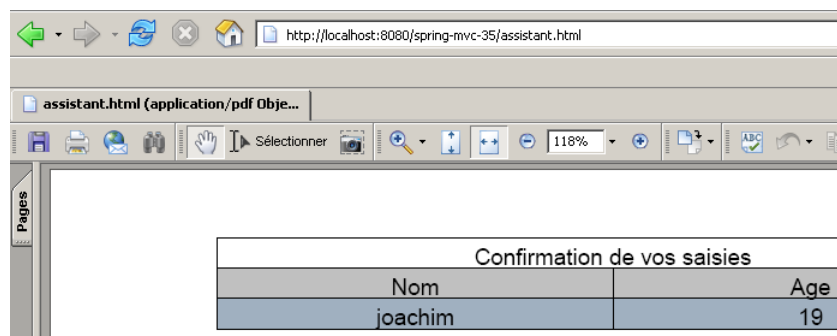 http://localhost:8080/spring-mvc-35/assistant.html
assistant.html (application/pdf Obje...
Sélectionner
118%
ABC
Pages
Confirmation de vos saisies
Nom Age
joachim 19